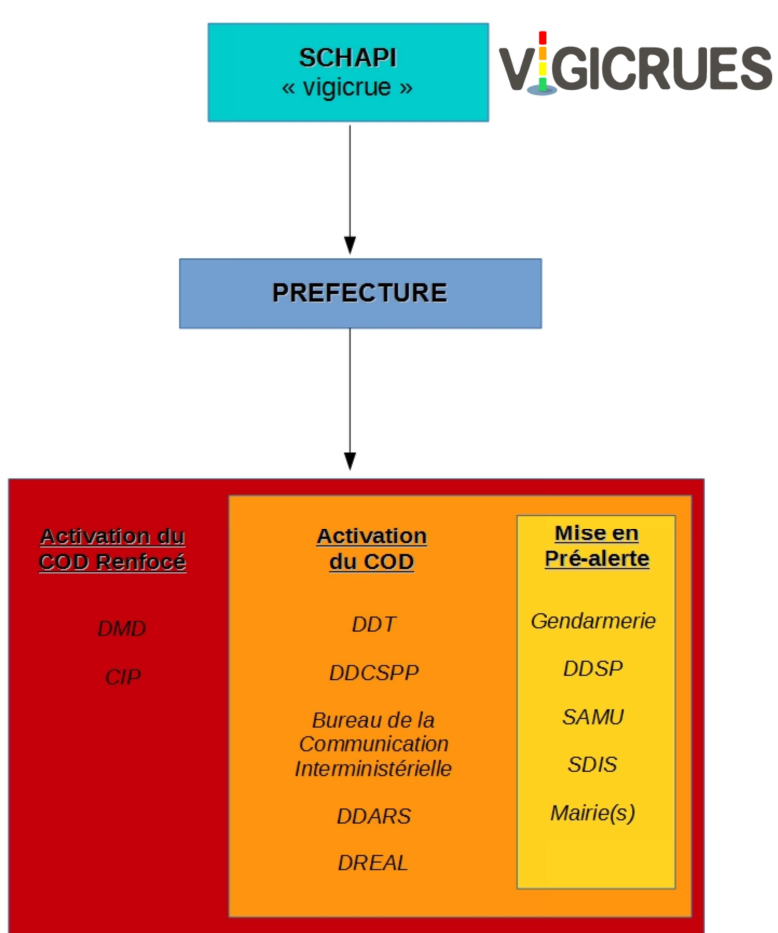 SCHAPI
« vigicrue »
VIGICRUES
PREFECTURE
Activation du
COD Renfocé
DMD
CIP
Activation
du COD
DDT
DDCSPP
Bureau de la
Communication
Interministérielle
DDARS
DREAL
Mise en
Pré-alerte
Gendarmerie
DDSP
SAMU
SDIS
Mairie(s)